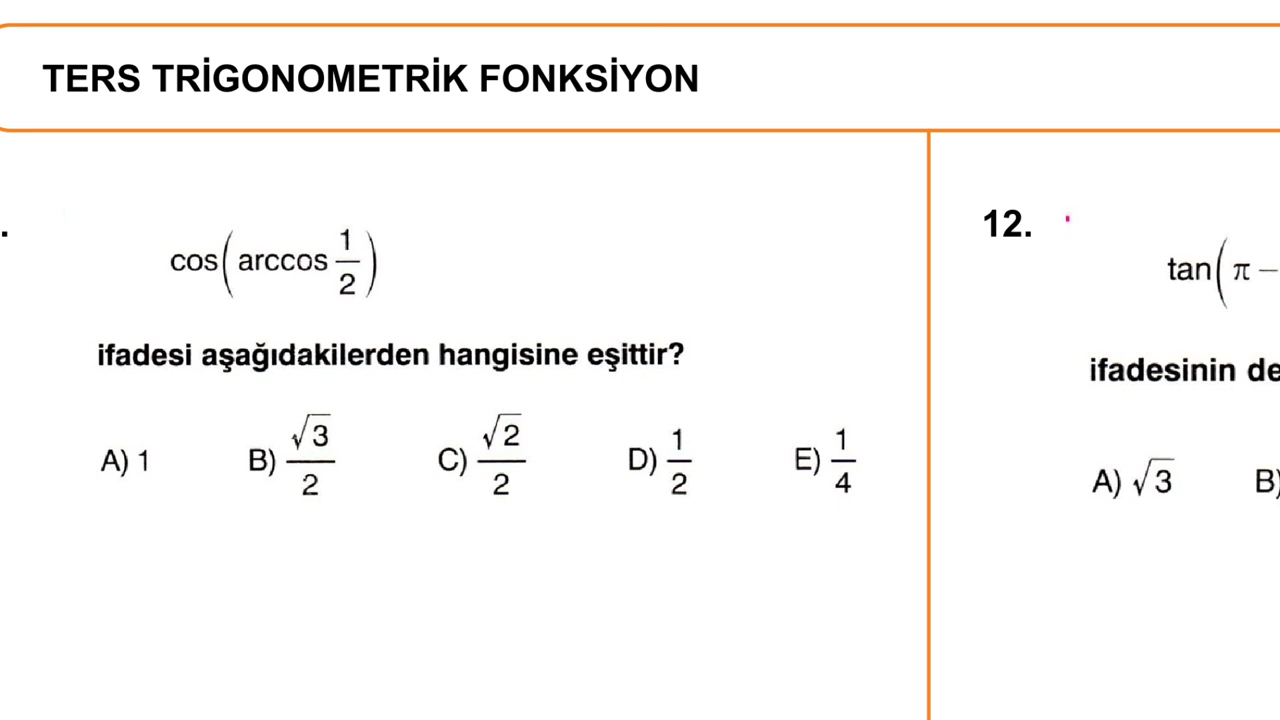 TERS TRİGONOMETRİK FONKSİYON
.
cos(arccos 1/2)
ifadesi aşağıdakilerden hangisine eşittir?
A) 1 B) √3/2 C) √2/2 D) 1/2 E) 1/4
12.
tan(π −
ifadesinin de
A) √3 B)